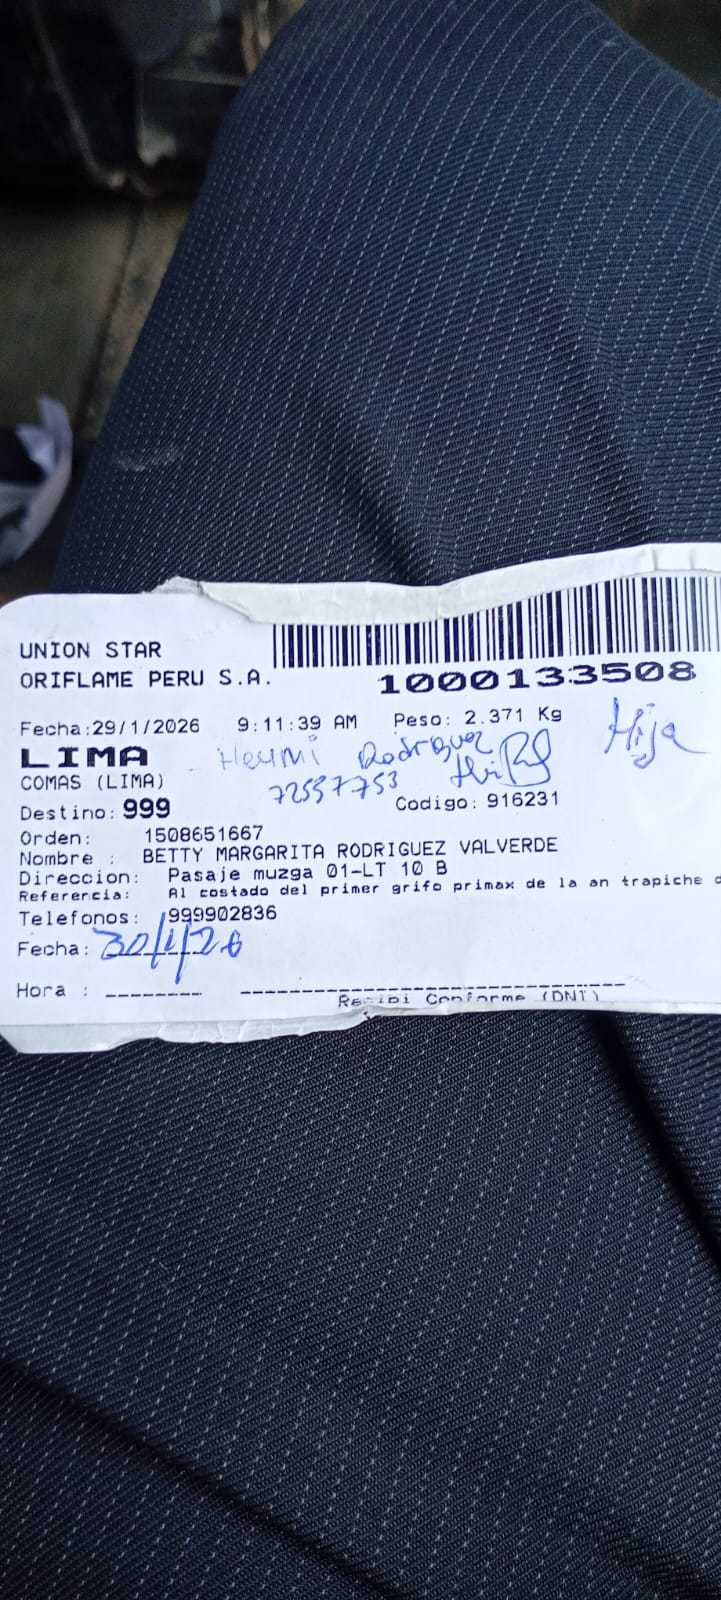 UNION STAR
ORIFLAME PERU S.A.
1000133508
Fecha:29/1/2026 9:11:39 AM Peso: 2.371 Kg
LIMA
Rodriguez
Hija
COMAS (LIMA)
Codigo: 916231
Destino: 999
Orden: 1508651667
Nombre : BETTY MARGARITA RODRIGUEZ VALVERDE
Direccion: Pasaje muzga 01-LT 10 B
Referencia: Al costado del primer grifo primax de la an trapiche
Telefonos: 999902836
Fecha: 30/1/26
Hora :
Recibi Conforme (DNI)